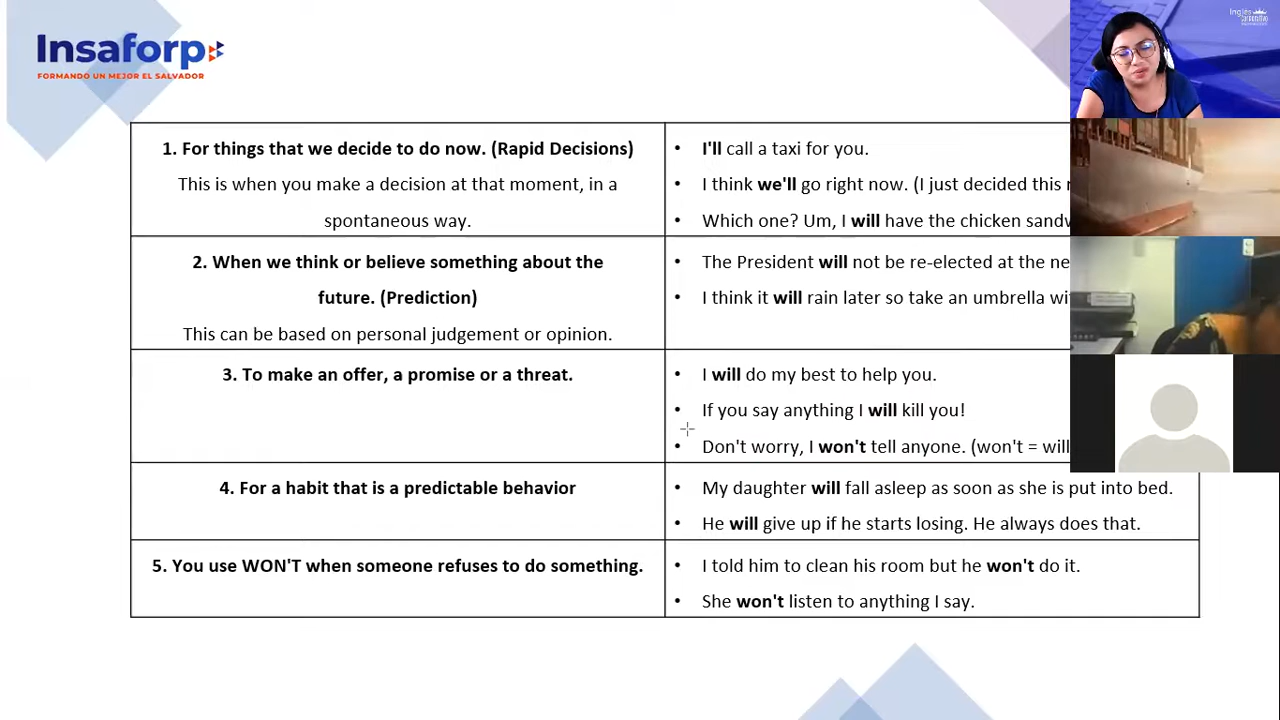 Insaforp
FORMANDO UN MEJOR EL SALVADOR
Inglés
1. For things that we decide to do now. (Rapid Decisions)
This is when you make a decision at that moment, in a
spontaneous way.
• I'll call a taxi for you.
• I think we'll go right now. (I just decided this
• Which one? Um, I will have the chicken
2. When we think or believe something about the
future. (Prediction)
This can be based on personal judgement or opinion.
• The President will not be re-elected at the
• I think it will rain later so take an umbrella
3. To make an offer, a promise or a threat.
• I will do my best to help you.
• If you say anything I will kill you!
• Don't worry, I won't tell anyone. (won't = will
4. For a habit that is a predictable behavior
• My daughter will fall asleep as soon as she is put into bed.
• He will give up if he starts losing. He always does that.
5. You use WON'T when someone refuses to do something.
• I told him to clean his room but he won't do it.
• She won't listen to anything I say.